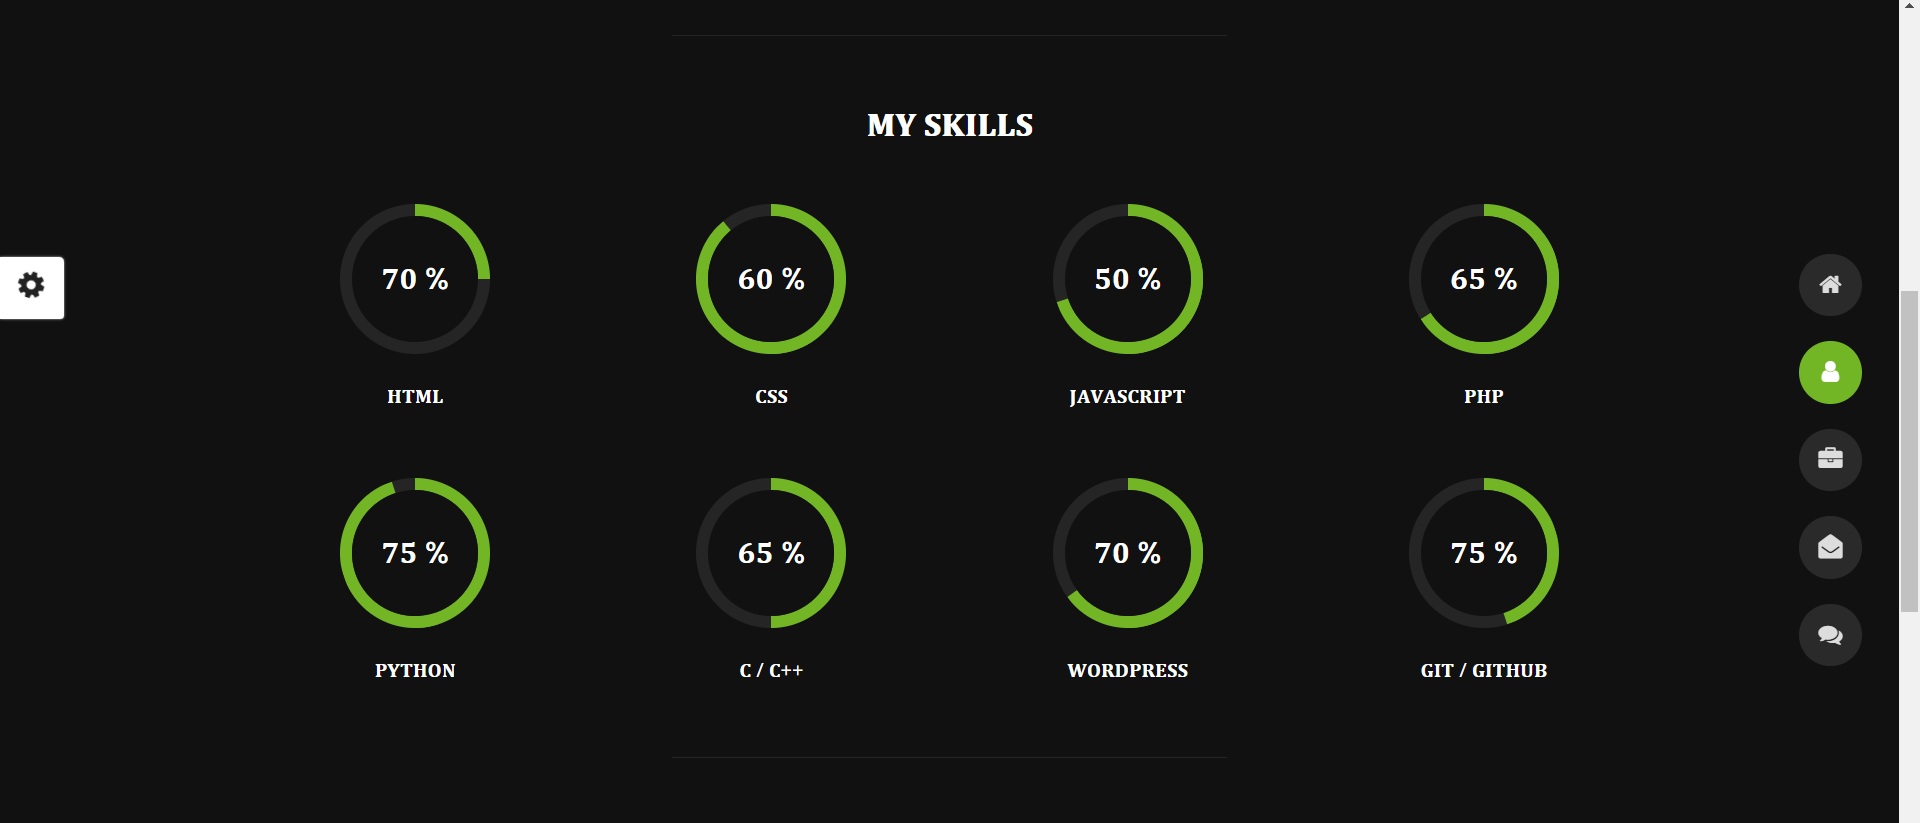 MY SKILLS
70 %
60 %
50 %
65 %
HTML
CSS
JAVASCRIPT
PHP
75 %
65 %
70 %
75 %
PYTHON
C / C++
WORDPRESS
GIT / GITHUB